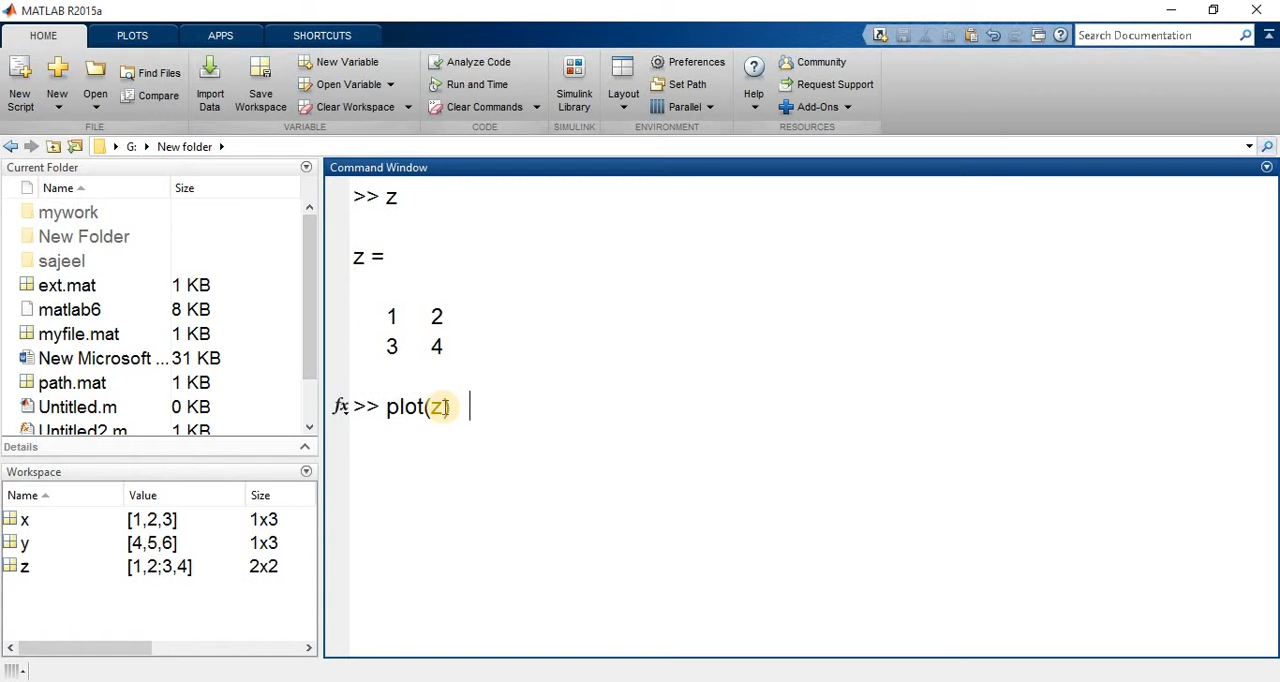 MATLAB R2015a
HOME PLOTS APPS SHORTCUTS Search Documentation
New Script New Open Find Files Compare Import Data Save Workspace New Variable Open Variable Clear Workspace Analyze Code Run and Time Clear Commands Simulink Library Layout Preferences Set Path Parallel Help Community Request Support Add-Ons
FILE VARIABLE CODE SIMULINK ENVIRONMENT RESOURCES
G: New folder
Current Folder
Name Size
mywork
New Folder
sajeel
ext.mat 1 KB
matlab6 8 KB
myfile.mat 1 KB
New Microsoft ... 31 KB
path.mat 1 KB
Untitled.m 0 KB
Untitled2.m 1 KB
Details
Workspace
Name Value Size
x [1,2,3] 1x3
y [4,5,6] 1x3
z [1,2;3,4] 2x2
Command Window
>> z
z =
1 2
3 4
fx >> plot(z)